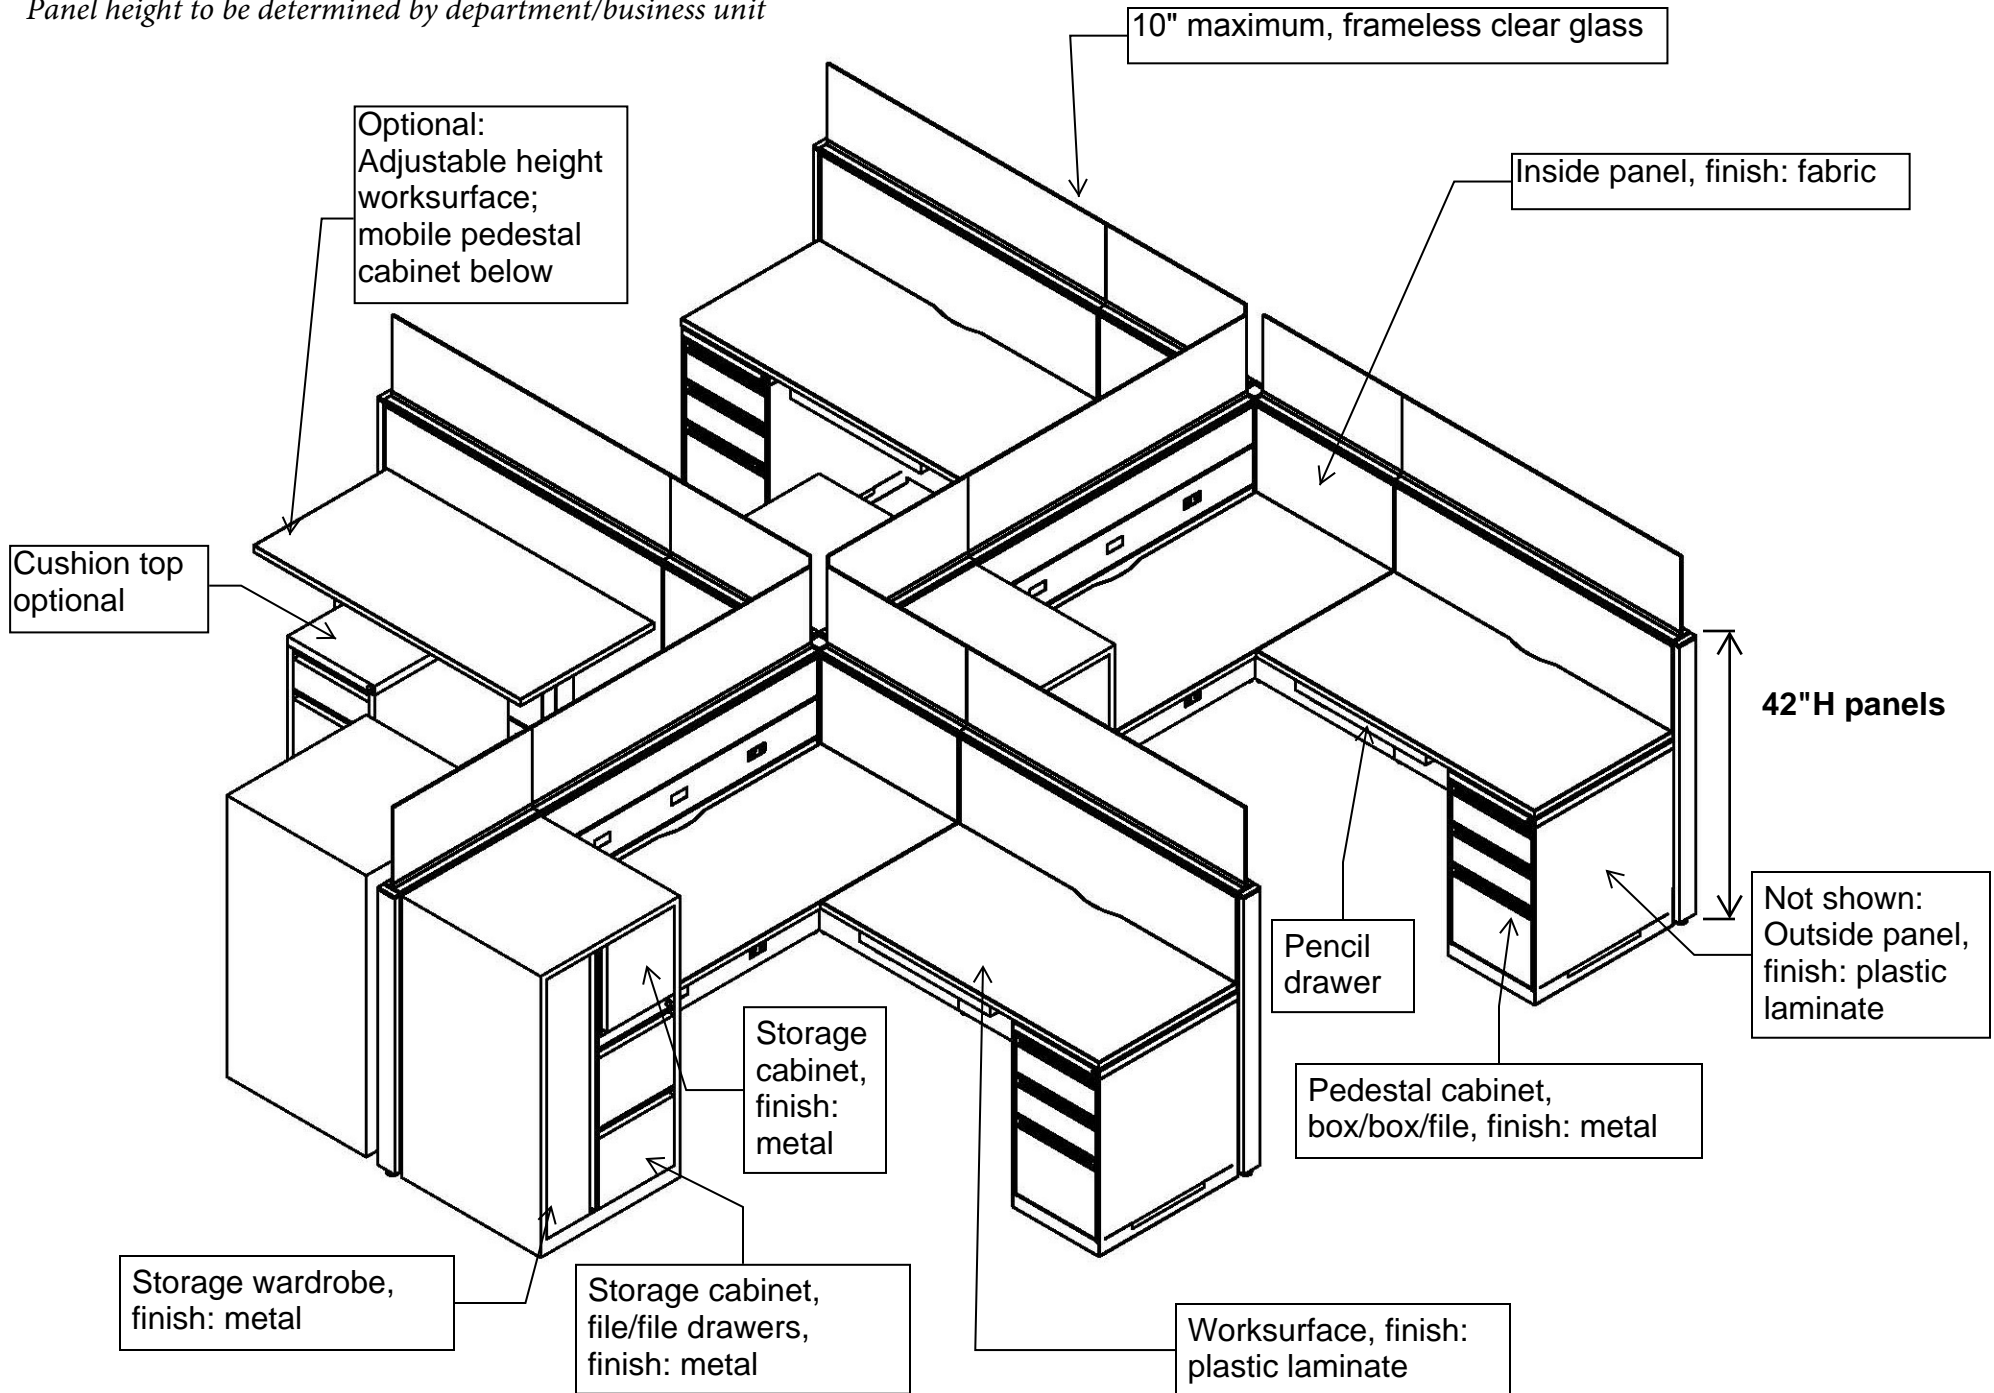 Panel height to be determined by department/business unit
10" maximum, frameless clear glass
Optional:
Adjustable height
worksurface;
mobile pedestal
cabinet below
Inside panel, finish: fabric
Cushion top
optional
42"H panels
Not shown:
Outside panel,
finish: plastic
laminate
Pencil
drawer
Storage
cabinet,
finish:
metal
Pedestal cabinet,
box/box/file, finish: metal
Storage wardrobe,
finish: metal
Storage cabinet,
file/file drawers,
finish: metal
Worksurface, finish:
plastic laminate